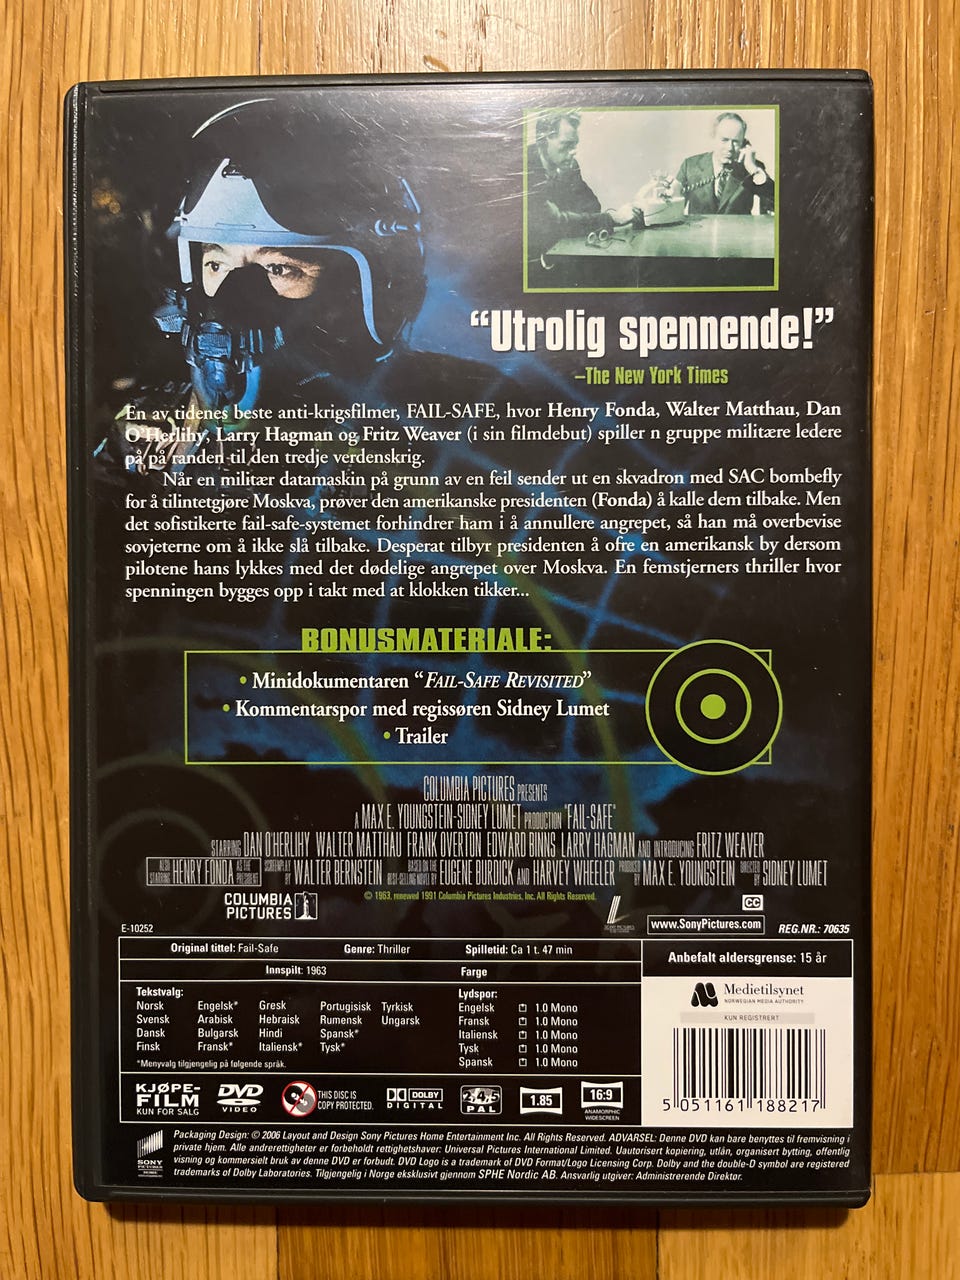 “Utrolig spennende!”
–The New York Times
En av tidenes beste anti-krigsfilmer, FAIL-SAFE, hvor Henry Fonda, Walter Matthau, Dan
O'Herlihy, Larry Hagman og Fritz Weaver (i sin filmdebut) spiller n gruppe militære ledere
på på randen til den tredje verdenskrig.
Når en militær datamaskin på grunn av en feil sender ut en skvadron med SAC bombefly
for å tilintetgjøre Moskva, prøver den amerikanske presidenten (Fonda) å kalle dem tilbake. Men
det sofistikerte fail-safe-systemet forhindrer ham i å annullere angrepet, så han må overbevise
sovjeterne om å ikke slå tilbake. Desperat tilbyr presidenten å ofre en amerikansk by dersom
pilotene hans lykkes med det dødelige angrepet over Moskva. En femstjerners thriller hvor
spenningen bygges opp i takt med at klokken tikker...
BONUSMATERIALE:
• Minidokumentaren “FAIL-SAFE REVISITED”
• Kommentarspor med regissøren Sidney Lumet
• Trailer
COLUMBIA PICTURES PRESENTS
A MAX E. YOUNGSTEIN-SIDNEY LUMET PRODUCTION "FAIL-SAFE"
STARRING DAN O'HERLIHY WALTER MATTHAU FRANK OVERTON EDWARD BINNS LARRY HAGMAN AND INTRODUCING FRITZ WEAVER
ALSO STARRING HENRY FONDA AS THE PRESIDENT SCREENPLAY BY WALTER BERNSTEIN BASED ON THE BEST-SELLING NOVEL BY EUGENE BURDICK AND HARVEY WHEELER PRODUCED BY MAX E. YOUNGSTEIN DIRECTED BY SIDNEY LUMET
© 1963, renewed 1991 Columbia Pictures Industries, Inc. All Rights Reserved.
COLUMBIA
PICTURES
CC
www.SonyPictures.com
E-10252
REG.NR.: 70635
Original tittel: Fail-Safe Genre: Thriller Spilletid: Ca 1 t. 47 min
Innspilt: 1963 Farge
Tekstvalg:
Norsk Engelsk* Gresk Portugisisk Tyrkisk
Svensk Arabisk Hebraisk Rumensk Ungarsk
Dansk Bulgarsk Hindi Spansk*
Finsk Fransk* Italiensk* Tysk*
*Menyvalg tilgjengelig på følgende språk.
Lydspor:
Engelsk 1.0 Mono
Fransk 1.0 Mono
Italiensk 1.0 Mono
Tysk 1.0 Mono
Spansk 1.0 Mono
Anbefalt aldersgrense: 15 år
Medietilsynet
NORWEGIAN MEDIA AUTHORITY
KUN REGISTRERT
5 051161 188217
KJØPE-
FILM
KUN FOR SALG
DVD
VIDEO
THIS DISC IS
COPY PROTECTED.
DOLBY
DIGITAL
2·4·5
PAL
1.85
16:9
ANAMORPHIC
WIDESCREEN
SONY
PICTURES
Packaging Design: © 2006 Layout and Design Sony Pictures Home Entertainment Inc. All Rights Reserved. ADVARSEL: Denne DVD kan bare benyttes til fremvisning i
privat hjem. Alle andrerettigheter er forbeholdt rettighetshaver: Universal Pictures International Limited. Uautorisert kopiering, utlån, organisert bytting, offentlig
visning og kommersielt bruk av denne DVD er forbudt. DVD Logo is a trademark of DVD Format/Logo Licensing Corp. Dolby and the double-D symbol are registered
trademarks of Dolby Laboratories. Tilgjengelig i Norge eksklusivt gjennom SPHE Nordic AB. Ansvarlig utgiver: Administrerende Direktør.